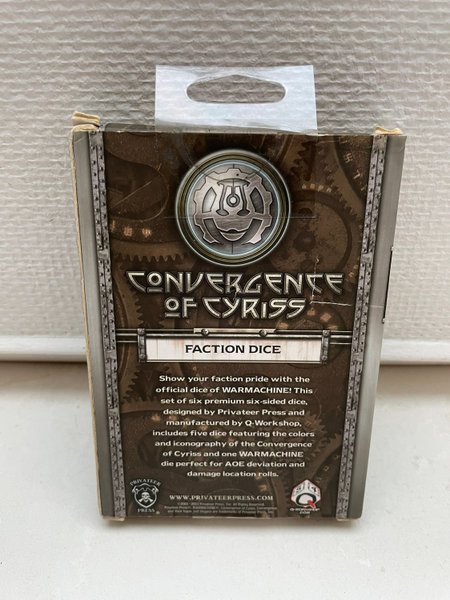 CONVERGENCE
OF CYRISS
FACTION DICE
Show your faction pride with the
official dice of WARMACHINE! This
set of six premium six-sided dice,
designed by Privateer Press and
manufactured by Q-Workshop,
includes five dice featuring the colors
and iconography of the Convergence
of Cyriss and one WARMACHINE
die perfect for AOE deviation and
damage location rolls.
PRIVATEER
PRESS
WWW.PRIVATEERPRESS.COM
Q-WORKSHOP